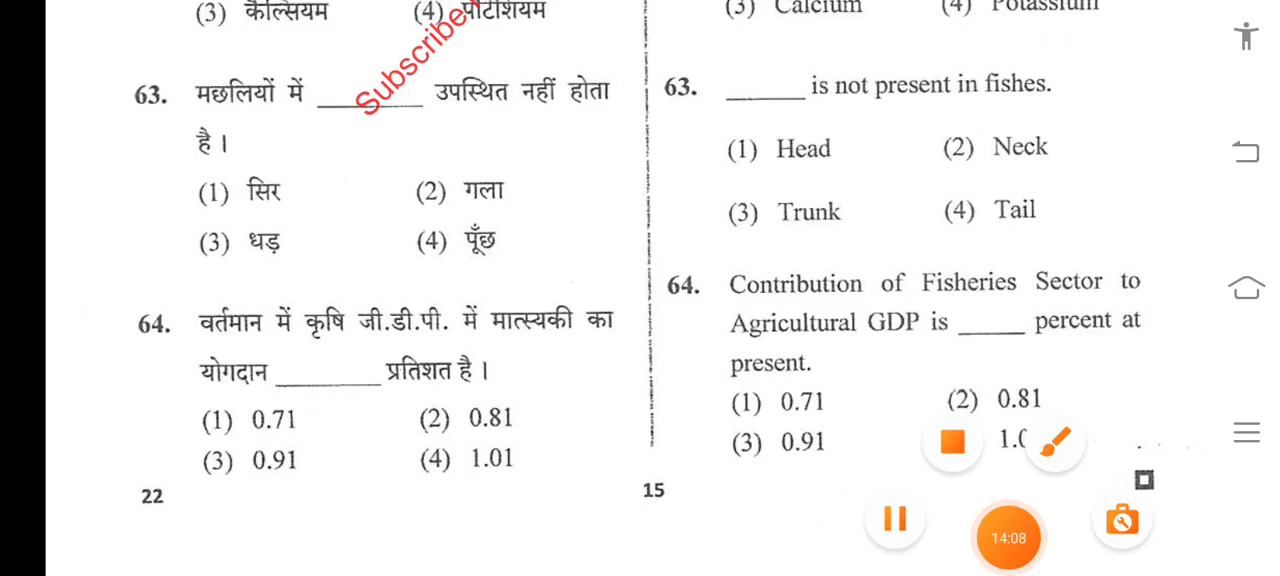 (3) कैल्सियम (4) पोटेशियम
63. मछलियों में ________ उपस्थित नहीं होता
है।
(1) सिर (2) गला
(3) धड़ (4) पूँछ
64. वर्तमान में कृषि जी.डी.पी. में मात्स्यकी का
योगदान ________ प्रतिशत है।
(1) 0.71 (2) 0.81
(3) 0.91 (4) 1.01
22
Subscribe
(3) Calcium (4) Potassium
63. ______ is not present in fishes.
(1) Head (2) Neck
(3) Trunk (4) Tail
64. Contribution of Fisheries Sector to
Agricultural GDP is _____ percent at
present.
(1) 0.71 (2) 0.81
(3) 0.91
15
14:08